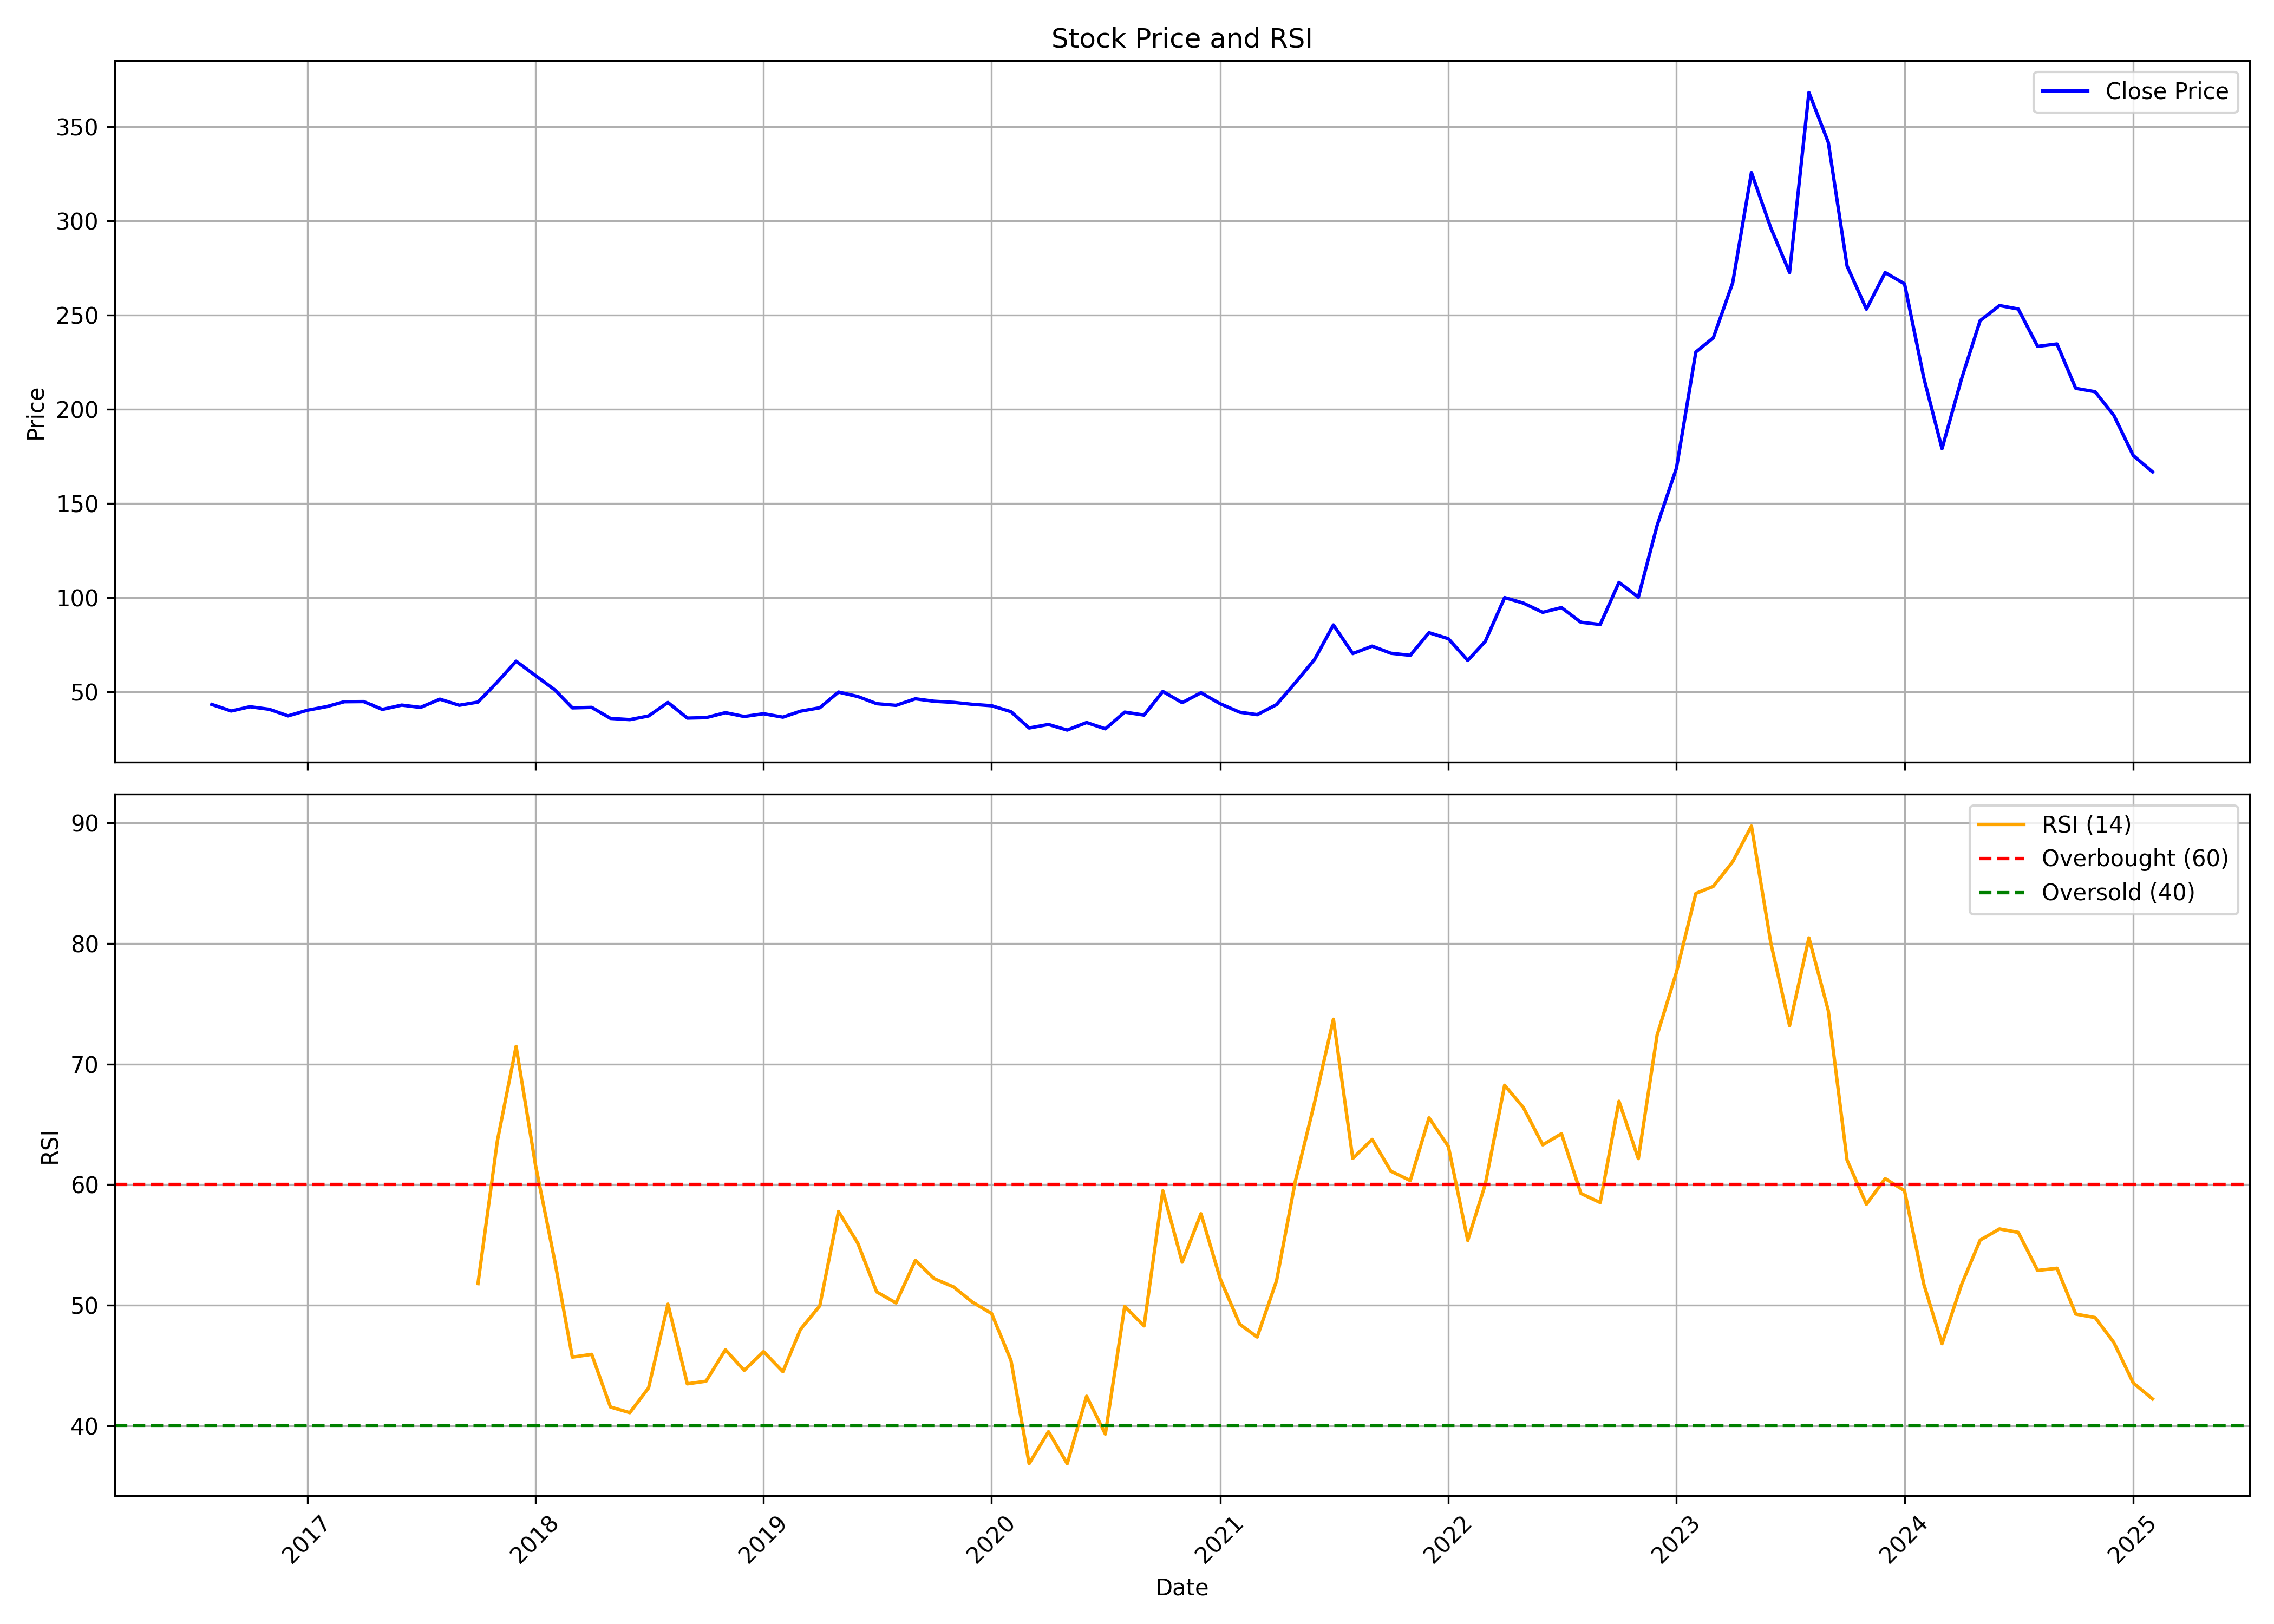 Stock Price and RSI
Close Price
350
300
250
200
150
100
50
Price
RSI (14)
Overbought (60)
Oversold (40)
90
80
70
60
50
40
RSI
2017
2018
2019
2020
2021
2022
2023
2024
2025
Date